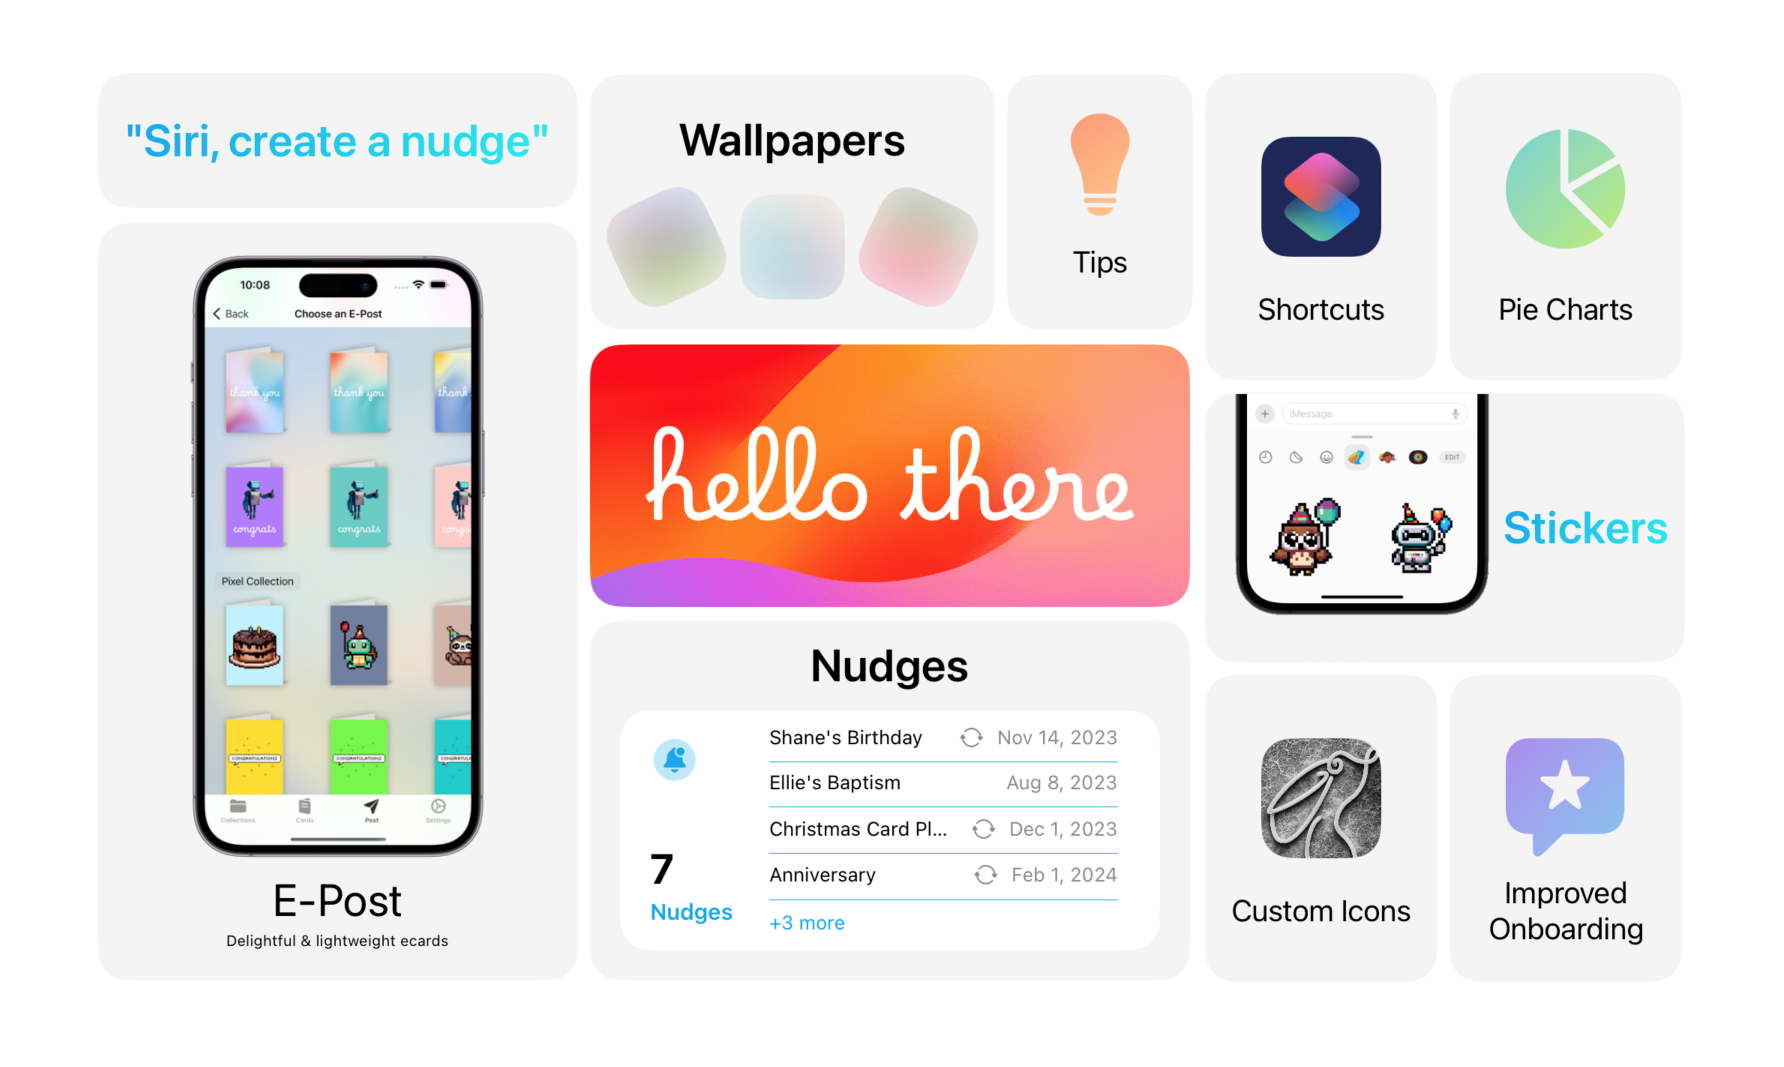 "Siri, create a nudge"
10:08
Back
Choose an E-Post
thank you
thank you
thank
congrats
congrats
congr
Pixel Collection
CONGRATULATIONZ
CONGRATULATIONZ
Collections
Cards
Post
Settings
E-Post
Delightful & lightweight ecards
Wallpapers
Tips
hello there
Nudges
Shane's Birthday Nov 14, 2023
Ellie's Baptism Aug 8, 2023
Christmas Card Pl... Dec 1, 2023
Anniversary Feb 1, 2024
+3 more
7
Nudges
Shortcuts
Pie Charts
iMessage
EDIT
Stickers
Custom Icons
Improved
Onboarding